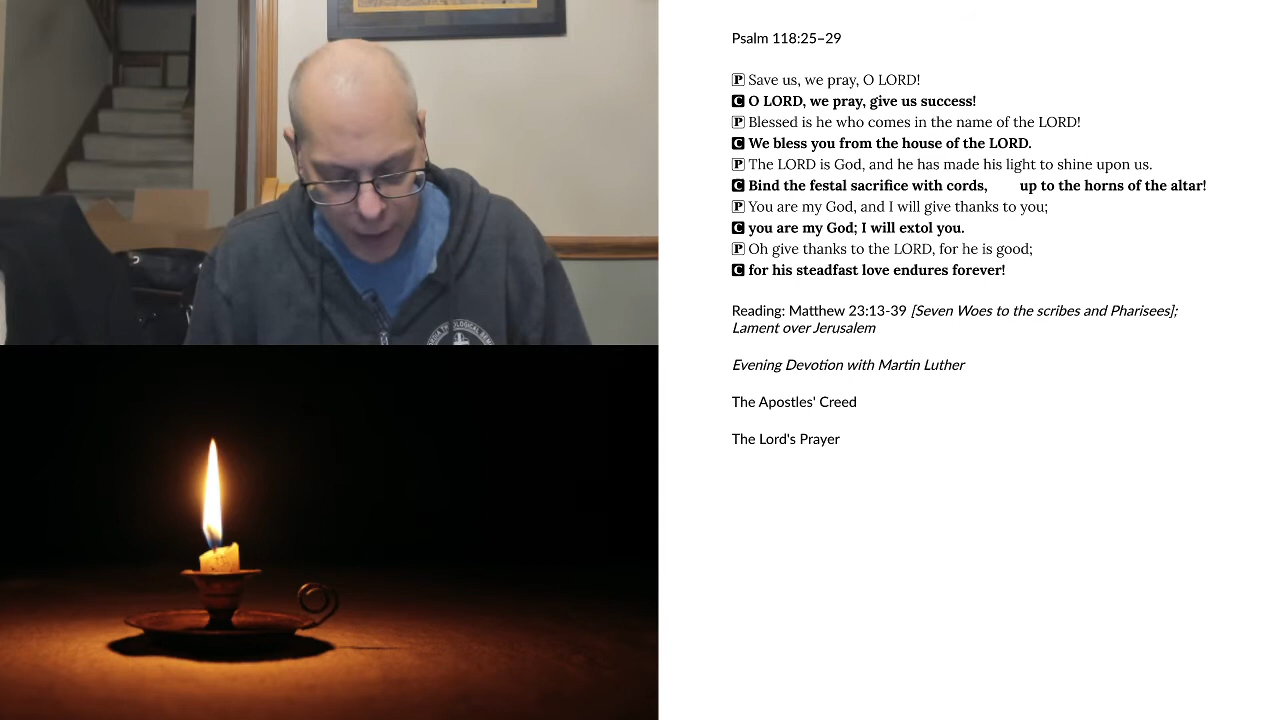 Psalm 118:25–29
P Save us, we pray, O LORD!
C O LORD, we pray, give us success!
P Blessed is he who comes in the name of the LORD!
C We bless you from the house of the LORD.
P The LORD is God, and he has made his light to shine upon us.
C Bind the festal sacrifice with cords, up to the horns of the altar!
P You are my God, and I will give thanks to you;
C you are my God; I will extol you.
P Oh give thanks to the LORD, for he is good;
C for his steadfast love endures forever!
Reading: Matthew 23:13-39 [Seven Woes to the scribes and Pharisees];
Lament over Jerusalem
Evening Devotion with Martin Luther
The Apostles' Creed
The Lord's Prayer